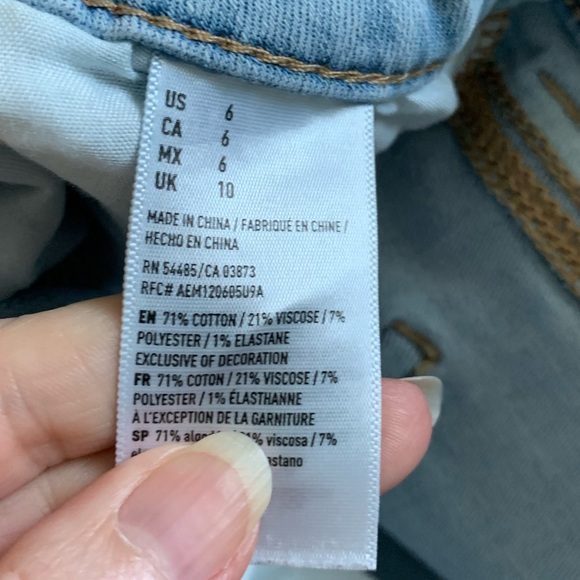 US 6
CA 6
MX 6
UK 10
MADE IN CHINA / FABRIQUÉ EN CHINE /
HECHO EN CHINA
RN 54485/CA 03873
RFC# AEM120605U9A
EN 71% COTTON / 21% VISCOSE / 7%
POLYESTER / 1% ELASTANE
EXCLUSIVE OF DECORATION
FR 71% COTON / 21% VISCOSE / 7%
POLYESTER / 1% ÉLASTHANNE
À L'EXCEPTION DE LA GARNITURE
SP 71% viscosa / 7%